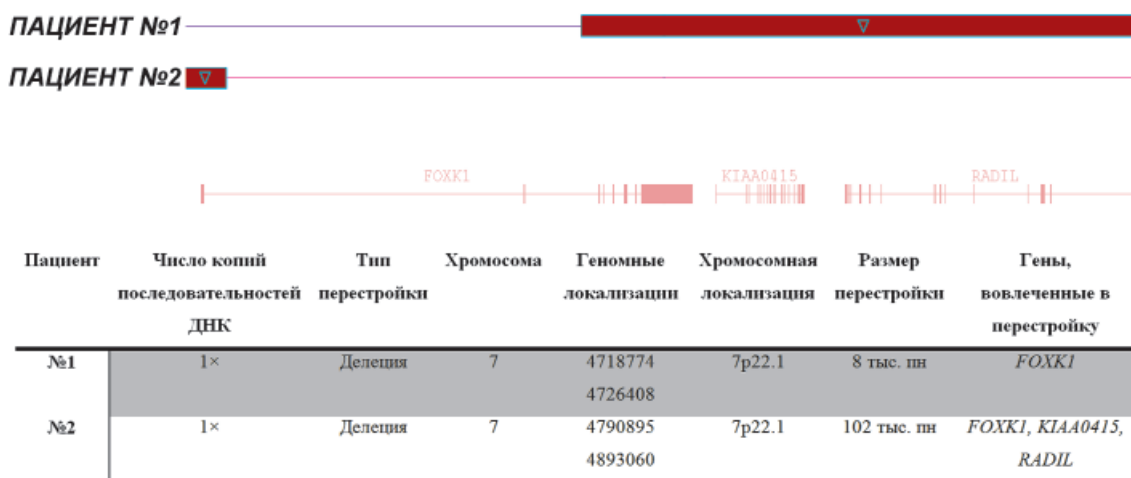 ПАЦИЕНТ №1
ПАЦИЕНТ №2
FOXK1 KIAA0415 RADIL
Пациент Число копий Тип Хромосома Геномные Хромосомная Размер Гены,
последовательностей перестройки локализации локализация перестройки вовлеченные в
ДНК перестройку
№1 1× Делеция 7 4718774 7p22.1 8 тыс. пн FOXK1
4726408
№2 1× Делеция 7 4790895 7p22.1 102 тыс. пн FOXK1, KIAA0415,
4893060 RADIL